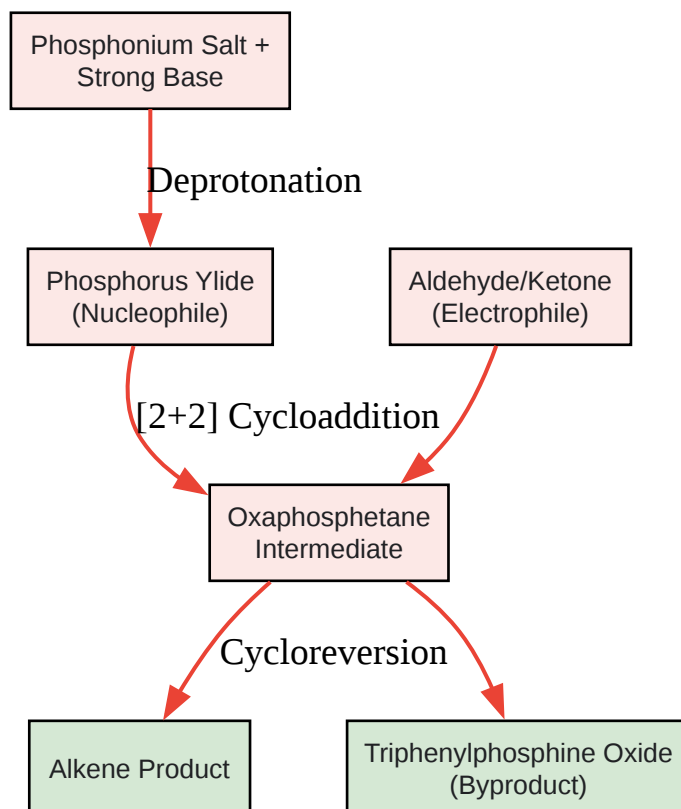 Phosphonium Salt +
Strong Base
Deprotonation
Phosphorus Ylide
(Nucleophile)
Aldehyde/Ketone
(Electrophile)
[2+2] Cycloaddition
Oxaphosphetane
Intermediate
Cycloreversion
Alkene Product
Triphenylphosphine Oxide
(Byproduct)